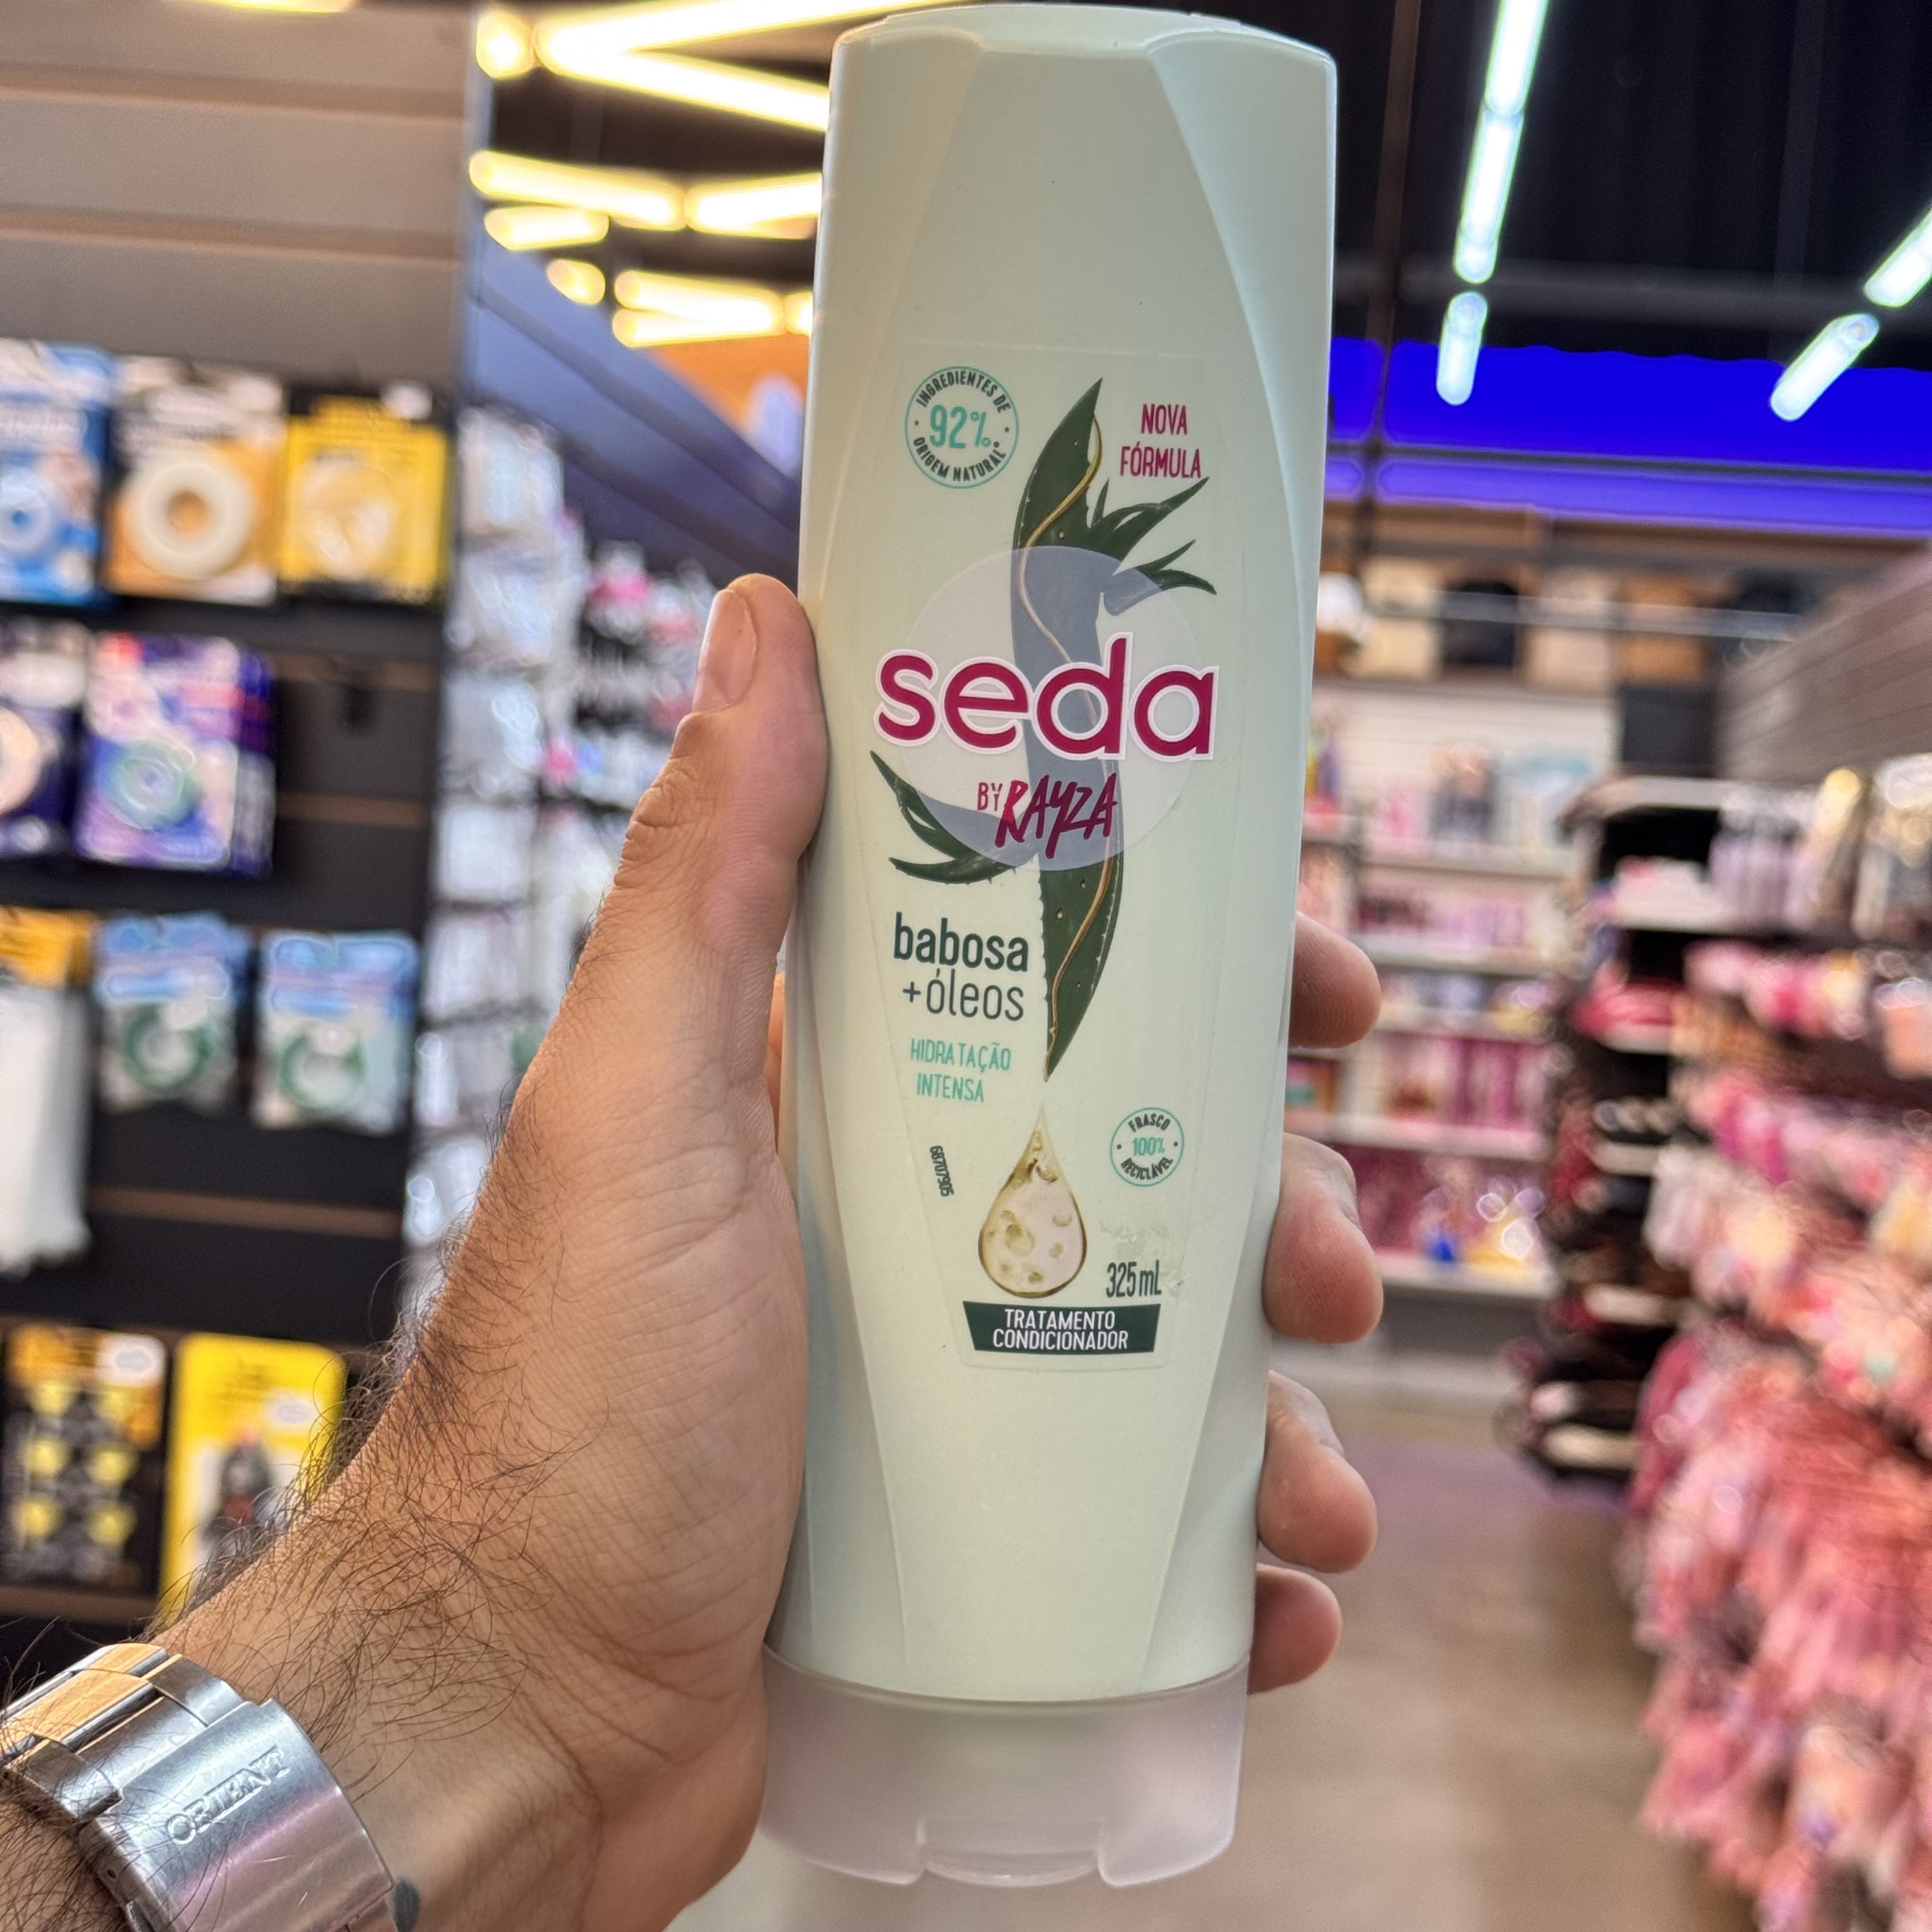 INGREDIENTES DE
92%
ORIGEM NATURAL
NOVA
FÓRMULA
seda
BY RAYZA
babosa
+óleos
HIDRATAÇÃO
INTENSA
68707905
FRASCO
100%
RECICLÁVEL
325 mL
TRATAMENTO
CONDICIONADOR
ORIENT